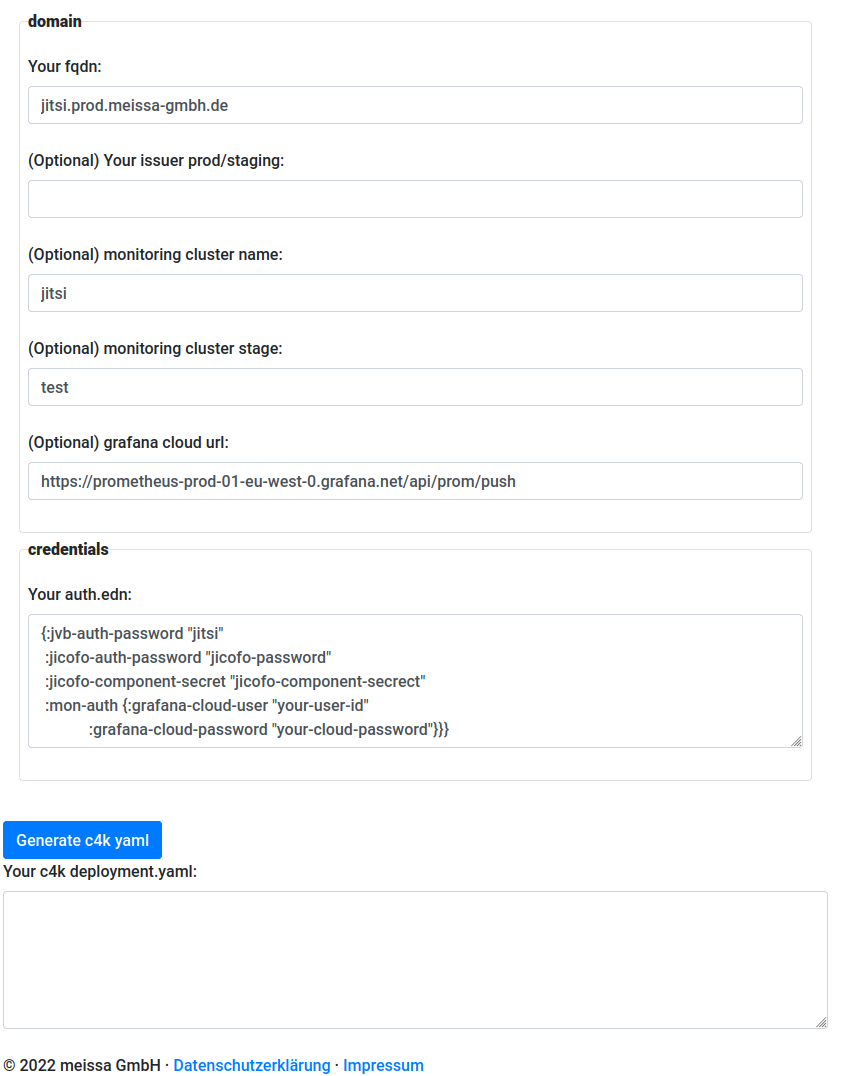 domain
Your fqdn:
jitsi.prod.meissa-gmbh.de
(Optional) Your issuer prod/staging:
(Optional) monitoring cluster name:
jitsi
(Optional) monitoring cluster stage:
test
(Optional) grafana cloud url:
https://prometheus-prod-01-eu-west-0.grafana.net/api/prom/push
credentials
Your auth.edn:
{:jvb-auth-password "jitsi"
:jicofo-auth-password "jicofo-password"
:jicofo-component-secret "jicofo-component-secrect"
:mon-auth {:grafana-cloud-user "your-user-id"
:grafana-cloud-password "your-cloud-password"}}}
Generate c4k yaml
Your c4k deployment.yaml:
© 2022 meissa GmbH · Datenschutzerklärung · Impressum